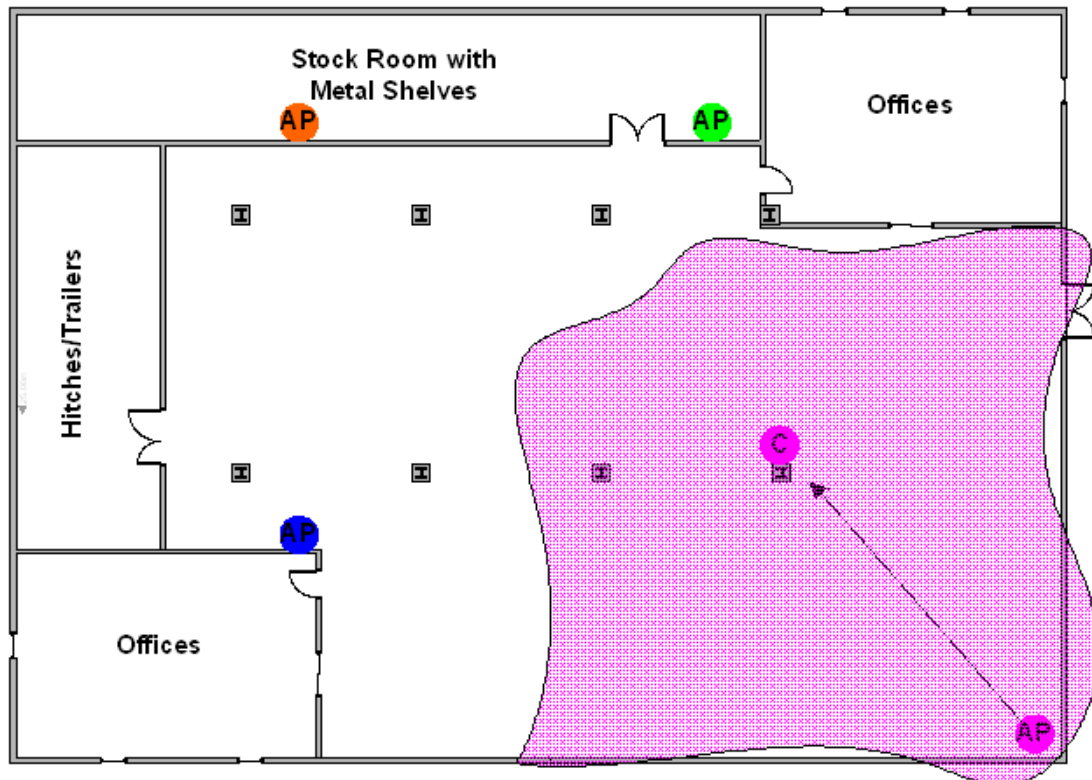 Stock Room with
Metal Shelves
Offices
AP
AP
Hitches/Trailers
C
AP
Offices
AP